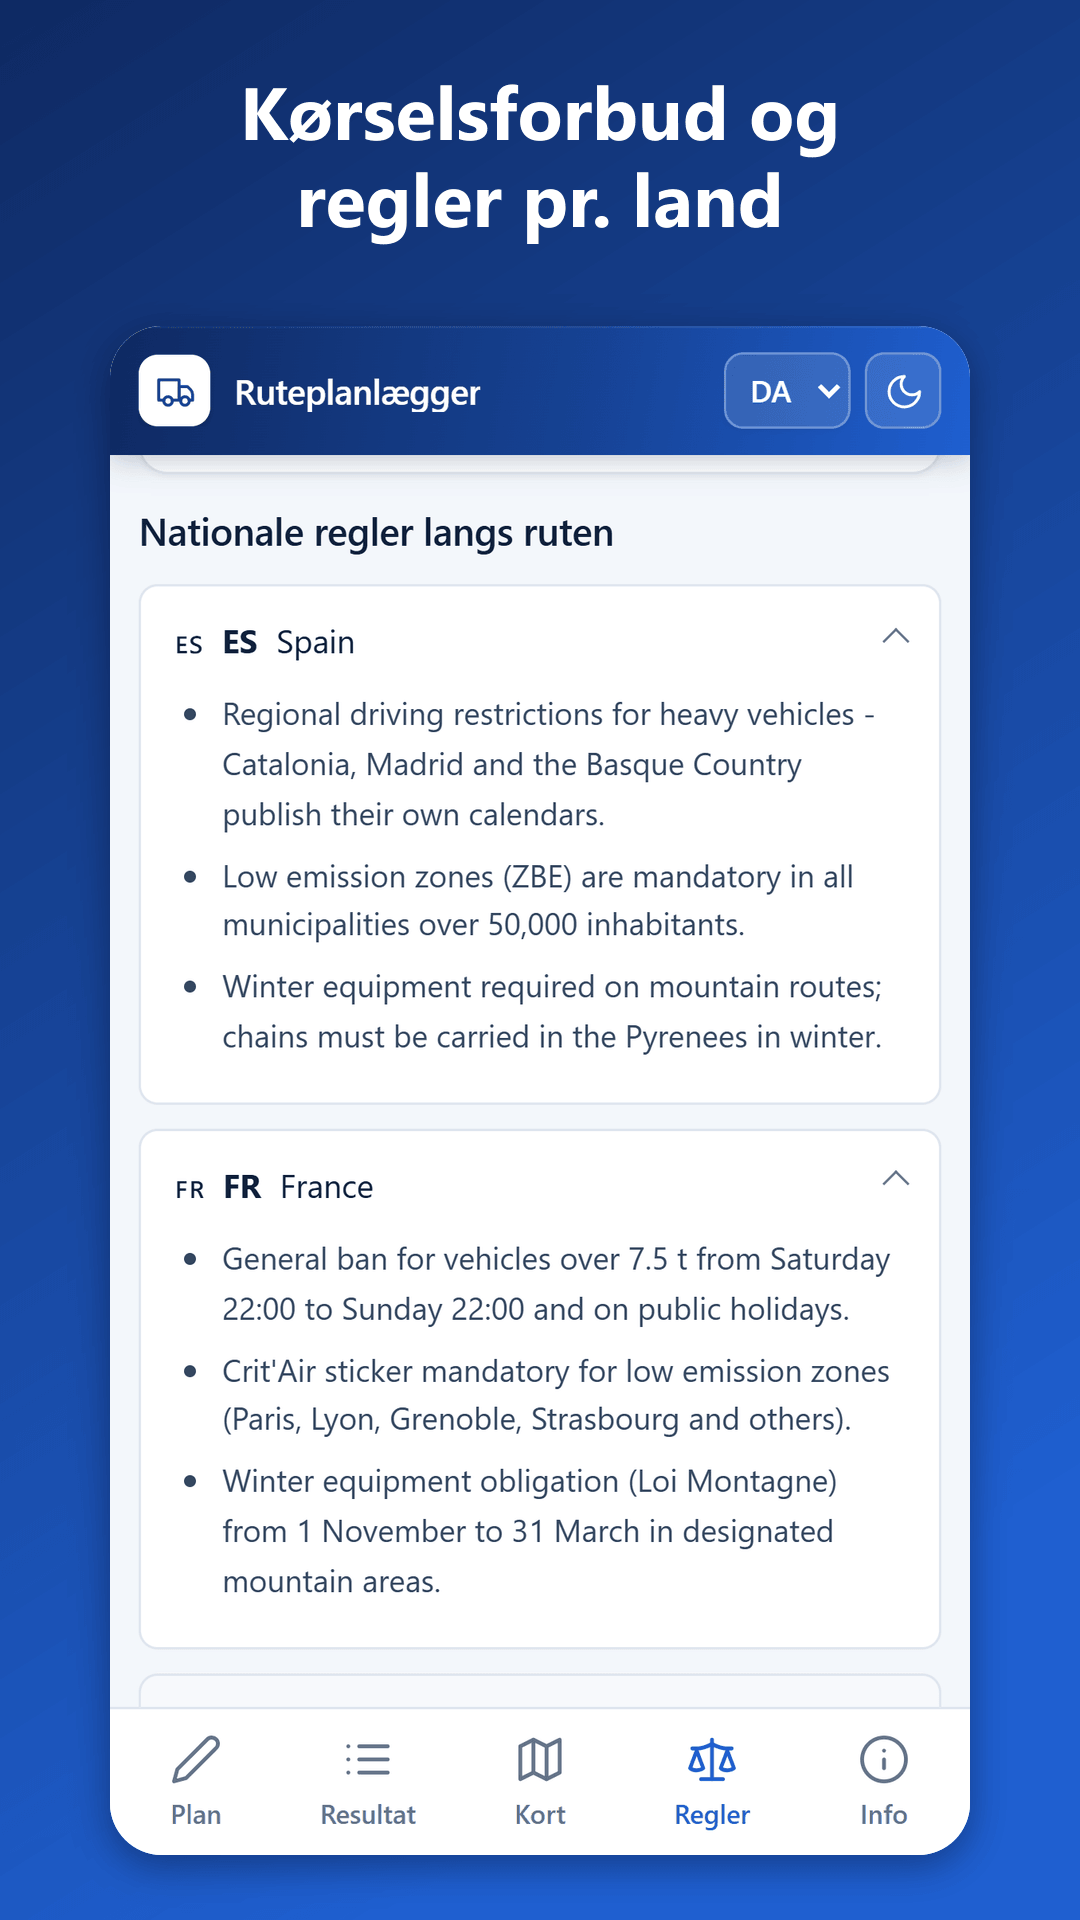 Kørselsforbud og
regler pr. land
Ruteplanlægger
DA
Nationale regler langs ruten
ES ES Spain
Regional driving restrictions for heavy vehicles -
Catalonia, Madrid and the Basque Country
publish their own calendars.
Low emission zones (ZBE) are mandatory in all
municipalities over 50,000 inhabitants.
Winter equipment required on mountain routes;
chains must be carried in the Pyrenees in winter.
FR FR France
General ban for vehicles over 7.5 t from Saturday
22:00 to Sunday 22:00 and on public holidays.
Crit'Air sticker mandatory for low emission zones
(Paris, Lyon, Grenoble, Strasbourg and others).
Winter equipment obligation (Loi Montagne)
from 1 November to 31 March in designated
mountain areas.
Plan Resultat Kort Regler Info